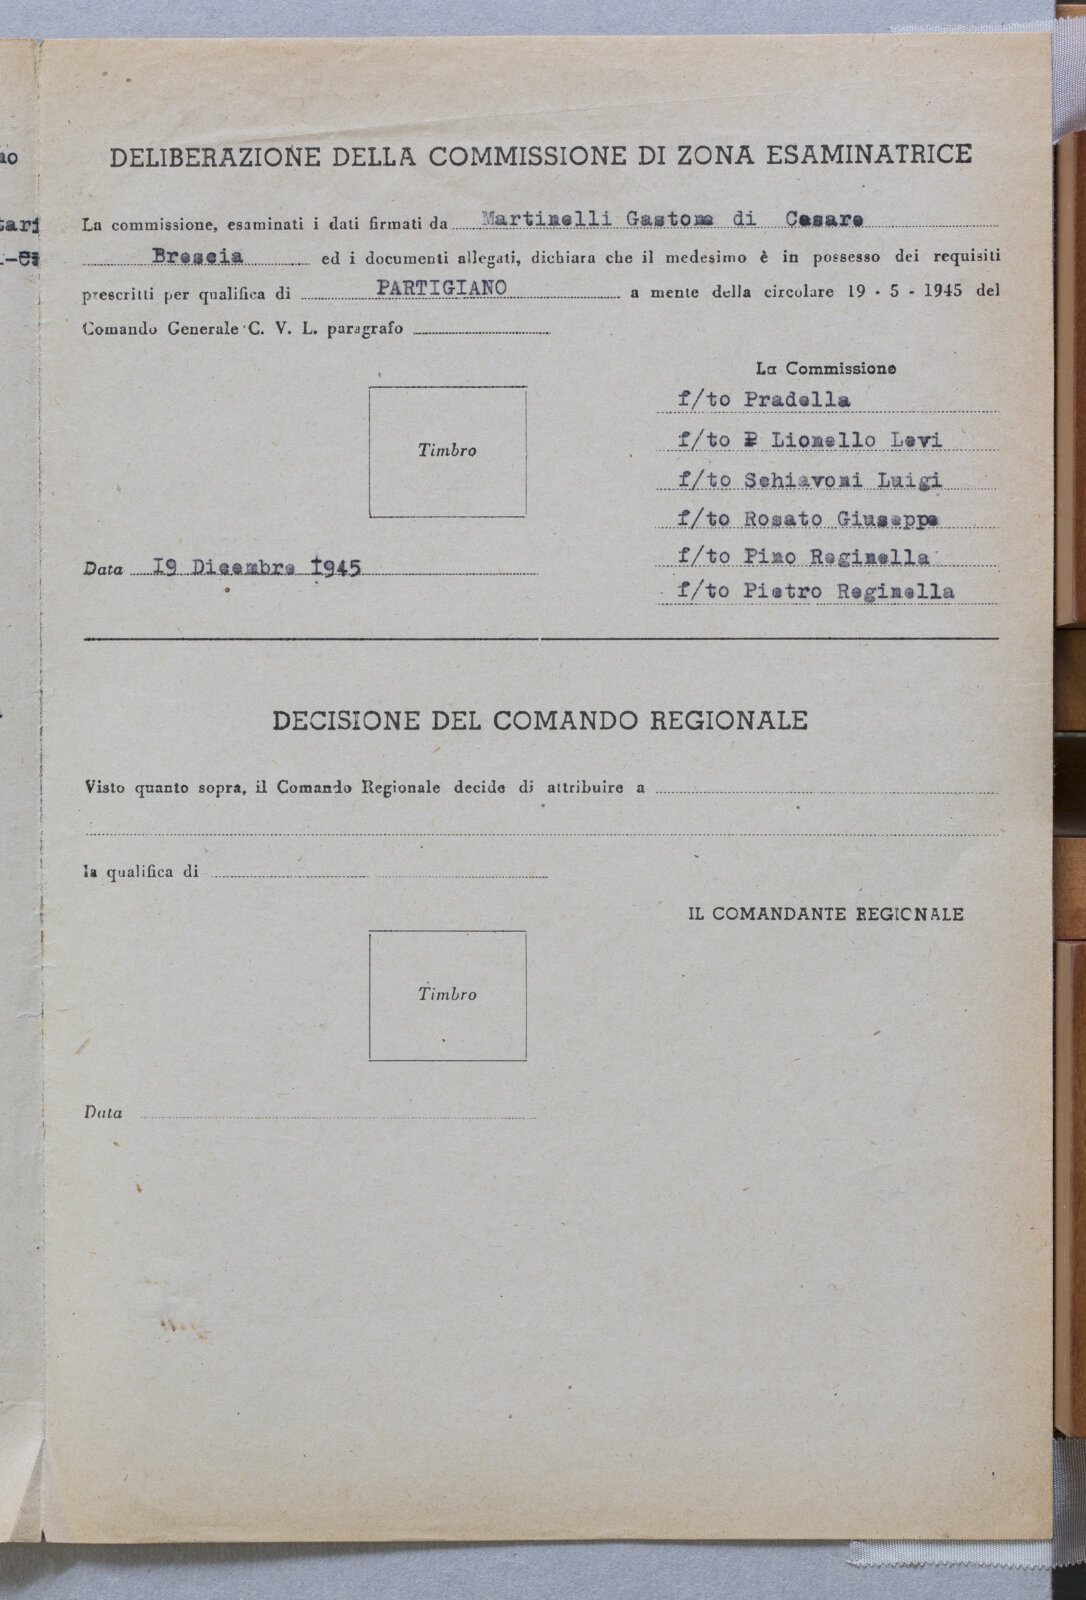 DELIBERAZIONE DELLA COMMISSIONE DI ZONA ESAMINATRICE
La commissione, esaminati i dati firmati da Martinelli Gastone di Cesare
Brescia ed i documenti allegati, dichiara che il medesimo è in possesso dei requisiti
prescritti per qualifica di PARTIGIANO a mente della circolare 19 - 5 - 1945 del
Comando Generale C. V. L. paragrafo
La Commissione
f/to Pradella
f/to P Lionello Levi
f/to Schiavoni Luigi
f/to Rosato Giuseppe
f/to Pino Reginella
f/to Pietro Reginella
Timbro
Data I9 Dicembre 1945
DECISIONE DEL COMANDO REGIONALE
Visto quanto sopra, il Comando Regionale decide di attribuire a
la qualifica di
IL COMANDANTE REGIONALE
Timbro
Data